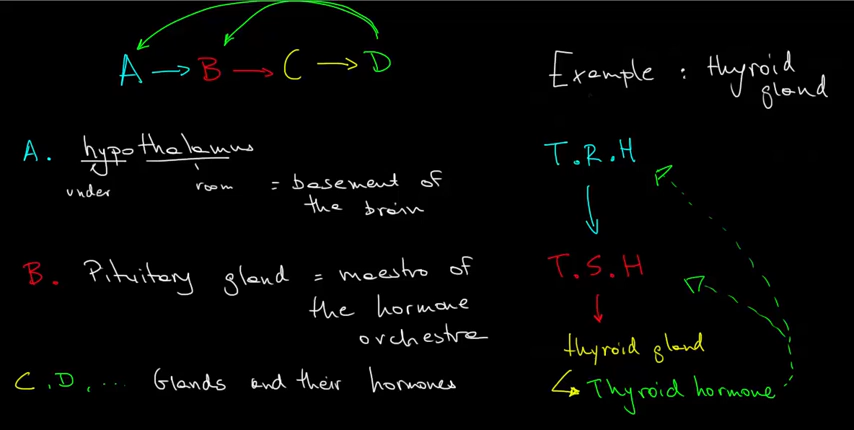 A → B → C → D
A. hypothalamus
under room = basement of
the brain
B. Pituitary gland = maestro of
the hormone
orchestra
C, D, .... Glands and their hormones
Example : thyroid
gland
T.R.H
T.S.H
thyroid gland
Thyroid hormone